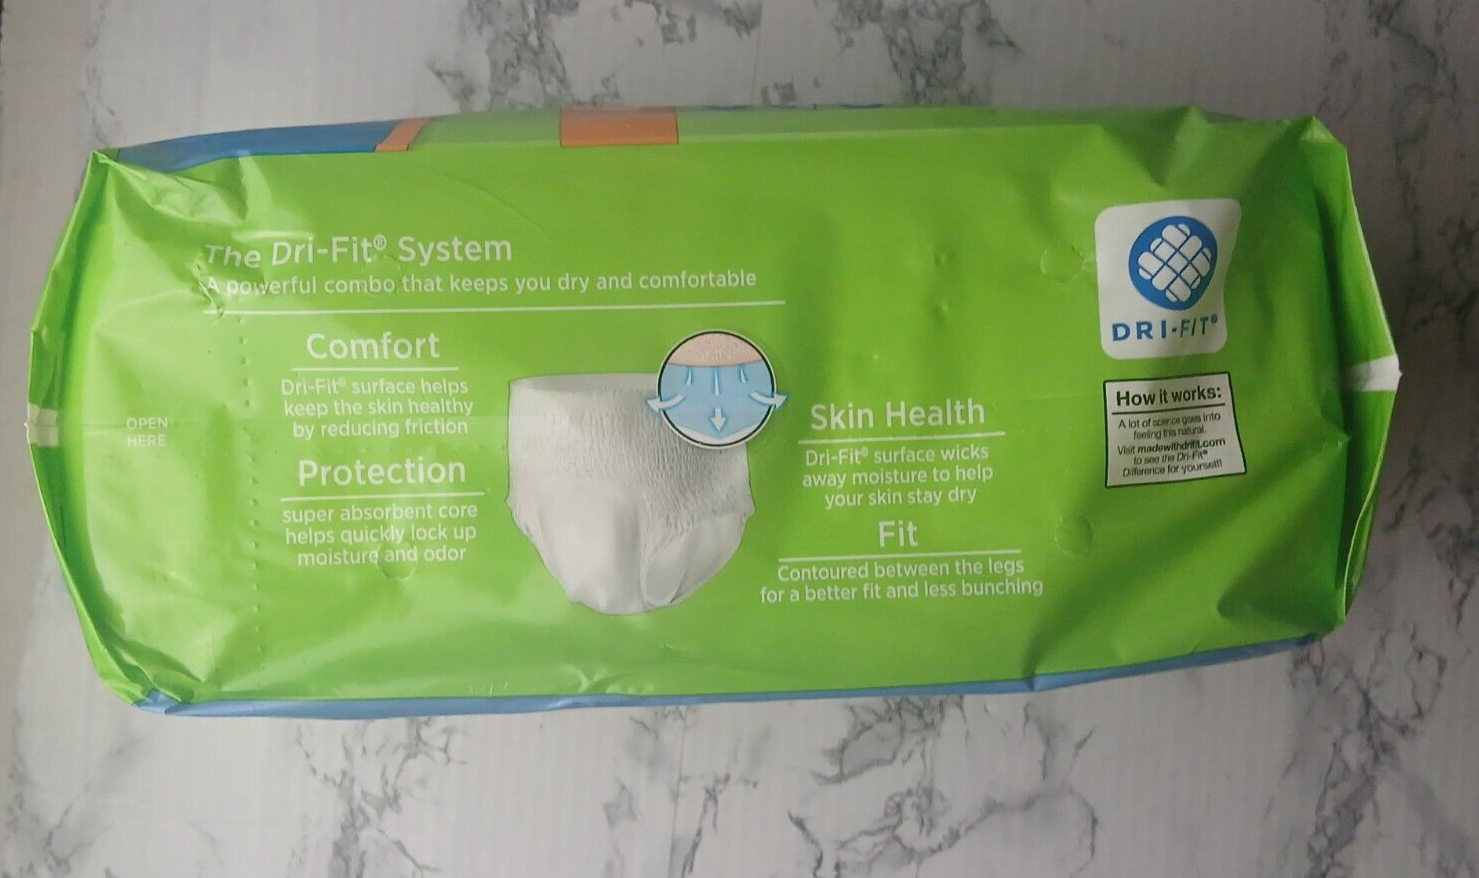 The Dri-Fit® System
A powerful combo that keeps you dry and comfortable
Comfort
Dri-Fit® surface helps
keep the skin healthy
by reducing friction
Protection
super absorbent core
helps quickly lock up
moisture and odor
OPEN
HERE
Skin Health
Dri-Fit® surface wicks
away moisture to help
your skin stay dry
Fit
Contoured between the legs
for a better fit and less bunching
DRI-FIT®
How it works:
A lot of science goes into
feeling this natural.
Visit madewithdrifit.com
to see the Dri-Fit®
Difference for yourself!